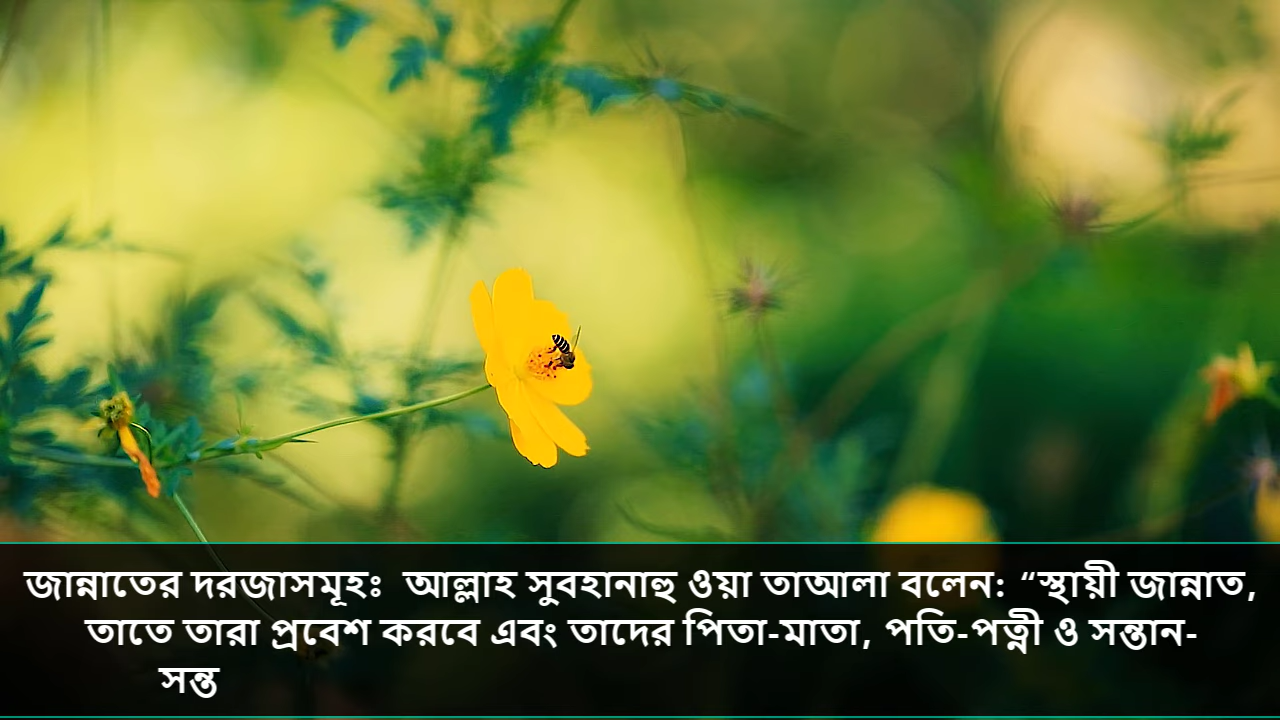 জান্নাতের দরজাসমূহঃ আল্লাহ সুবহানাহু ওয়া তাআলা বলেন: “স্থায়ী জান্নাত,
তাতে তারা প্রবেশ করবে এবং তাদের পিতা-মাতা, পতি-পত্নী ও সন্তান-
সন্ত